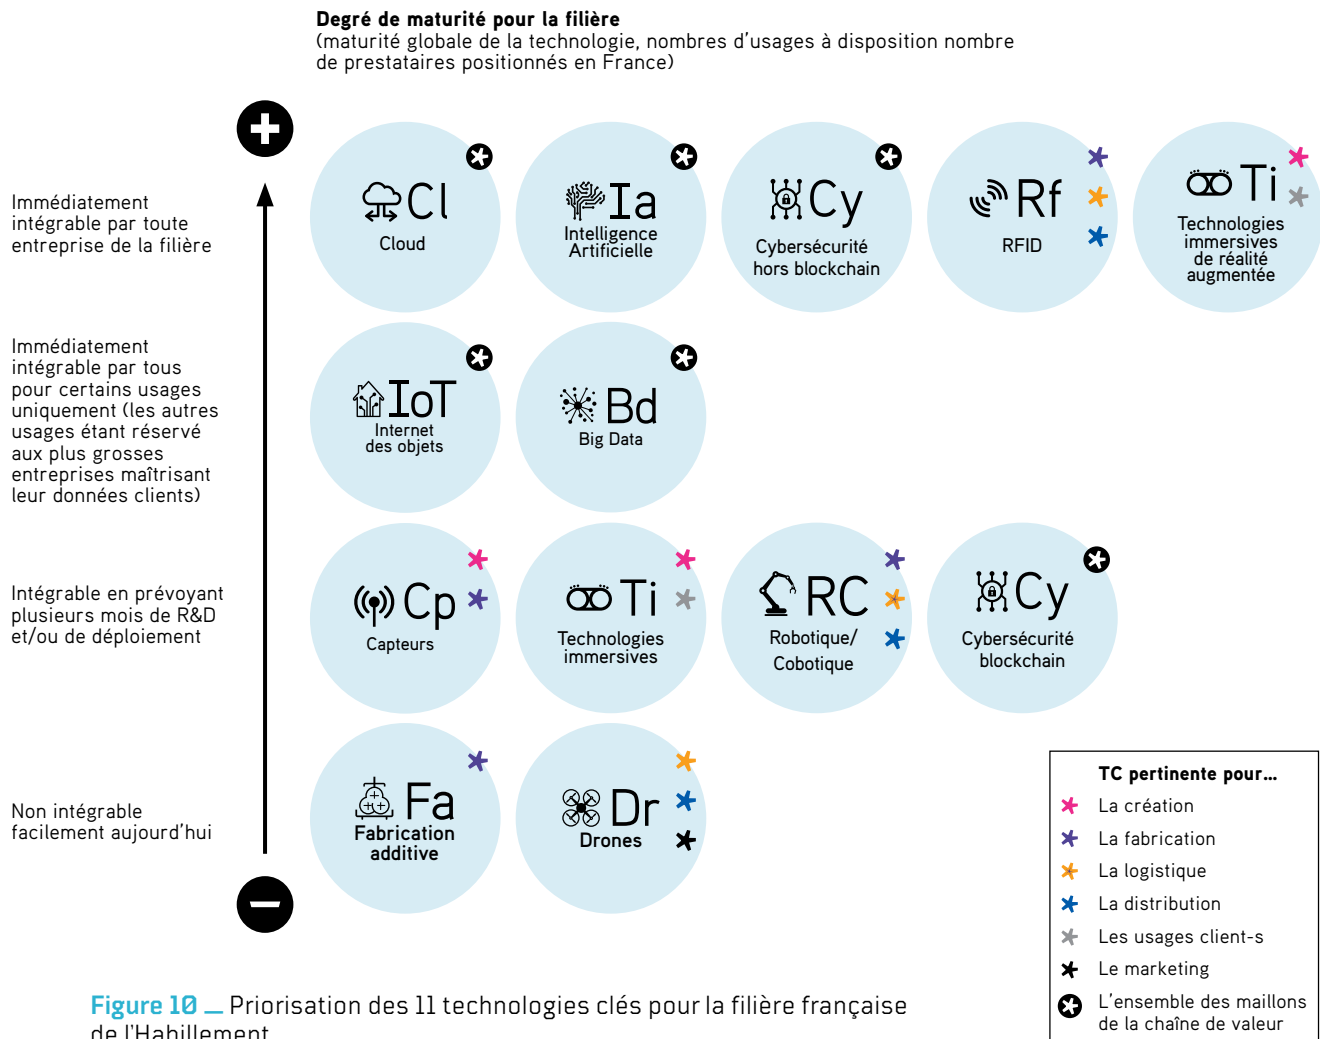 Degré de maturité pour la filière
(maturité globale de la technologie, nombres d'usages à disposition nombre
de prestataires positionnés en France)
Immédiatement
intégrable par toute
entreprise de la filière
Cl
Cloud
Ia
Intelligence
Artificielle
Cy
Cybersécurité
hors blockchain
Rf
RFID
Ti
Technologies
immersives
de réalité
augmentée
Immédiatement
intégrable par tous
pour certains usages
uniquement (les autres
usages étant réservé
aux plus grosses
entreprises maîtrisant
leur données clients)
IoT
Internet
des objets
Bd
Big Data
Intégrable en prévoyant
plusieurs mois de R&D
et/ou de déploiement
Cp
Capteurs
Ti
Technologies
immersives
RC
Robotique/
Cobotique
Cy
Cybersécurité
blockchain
Non intégrable
facilement aujourd'hui
Fa
Fabrication
additive
Dr
Drones
TC pertinente pour...
La création
La fabrication
La logistique
La distribution
Les usages client-s
Le marketing
L'ensemble des maillons
de la chaîne de valeur
Figure 10 _ Priorisation des 11 technologies clés pour la filière française
de l'Habillement